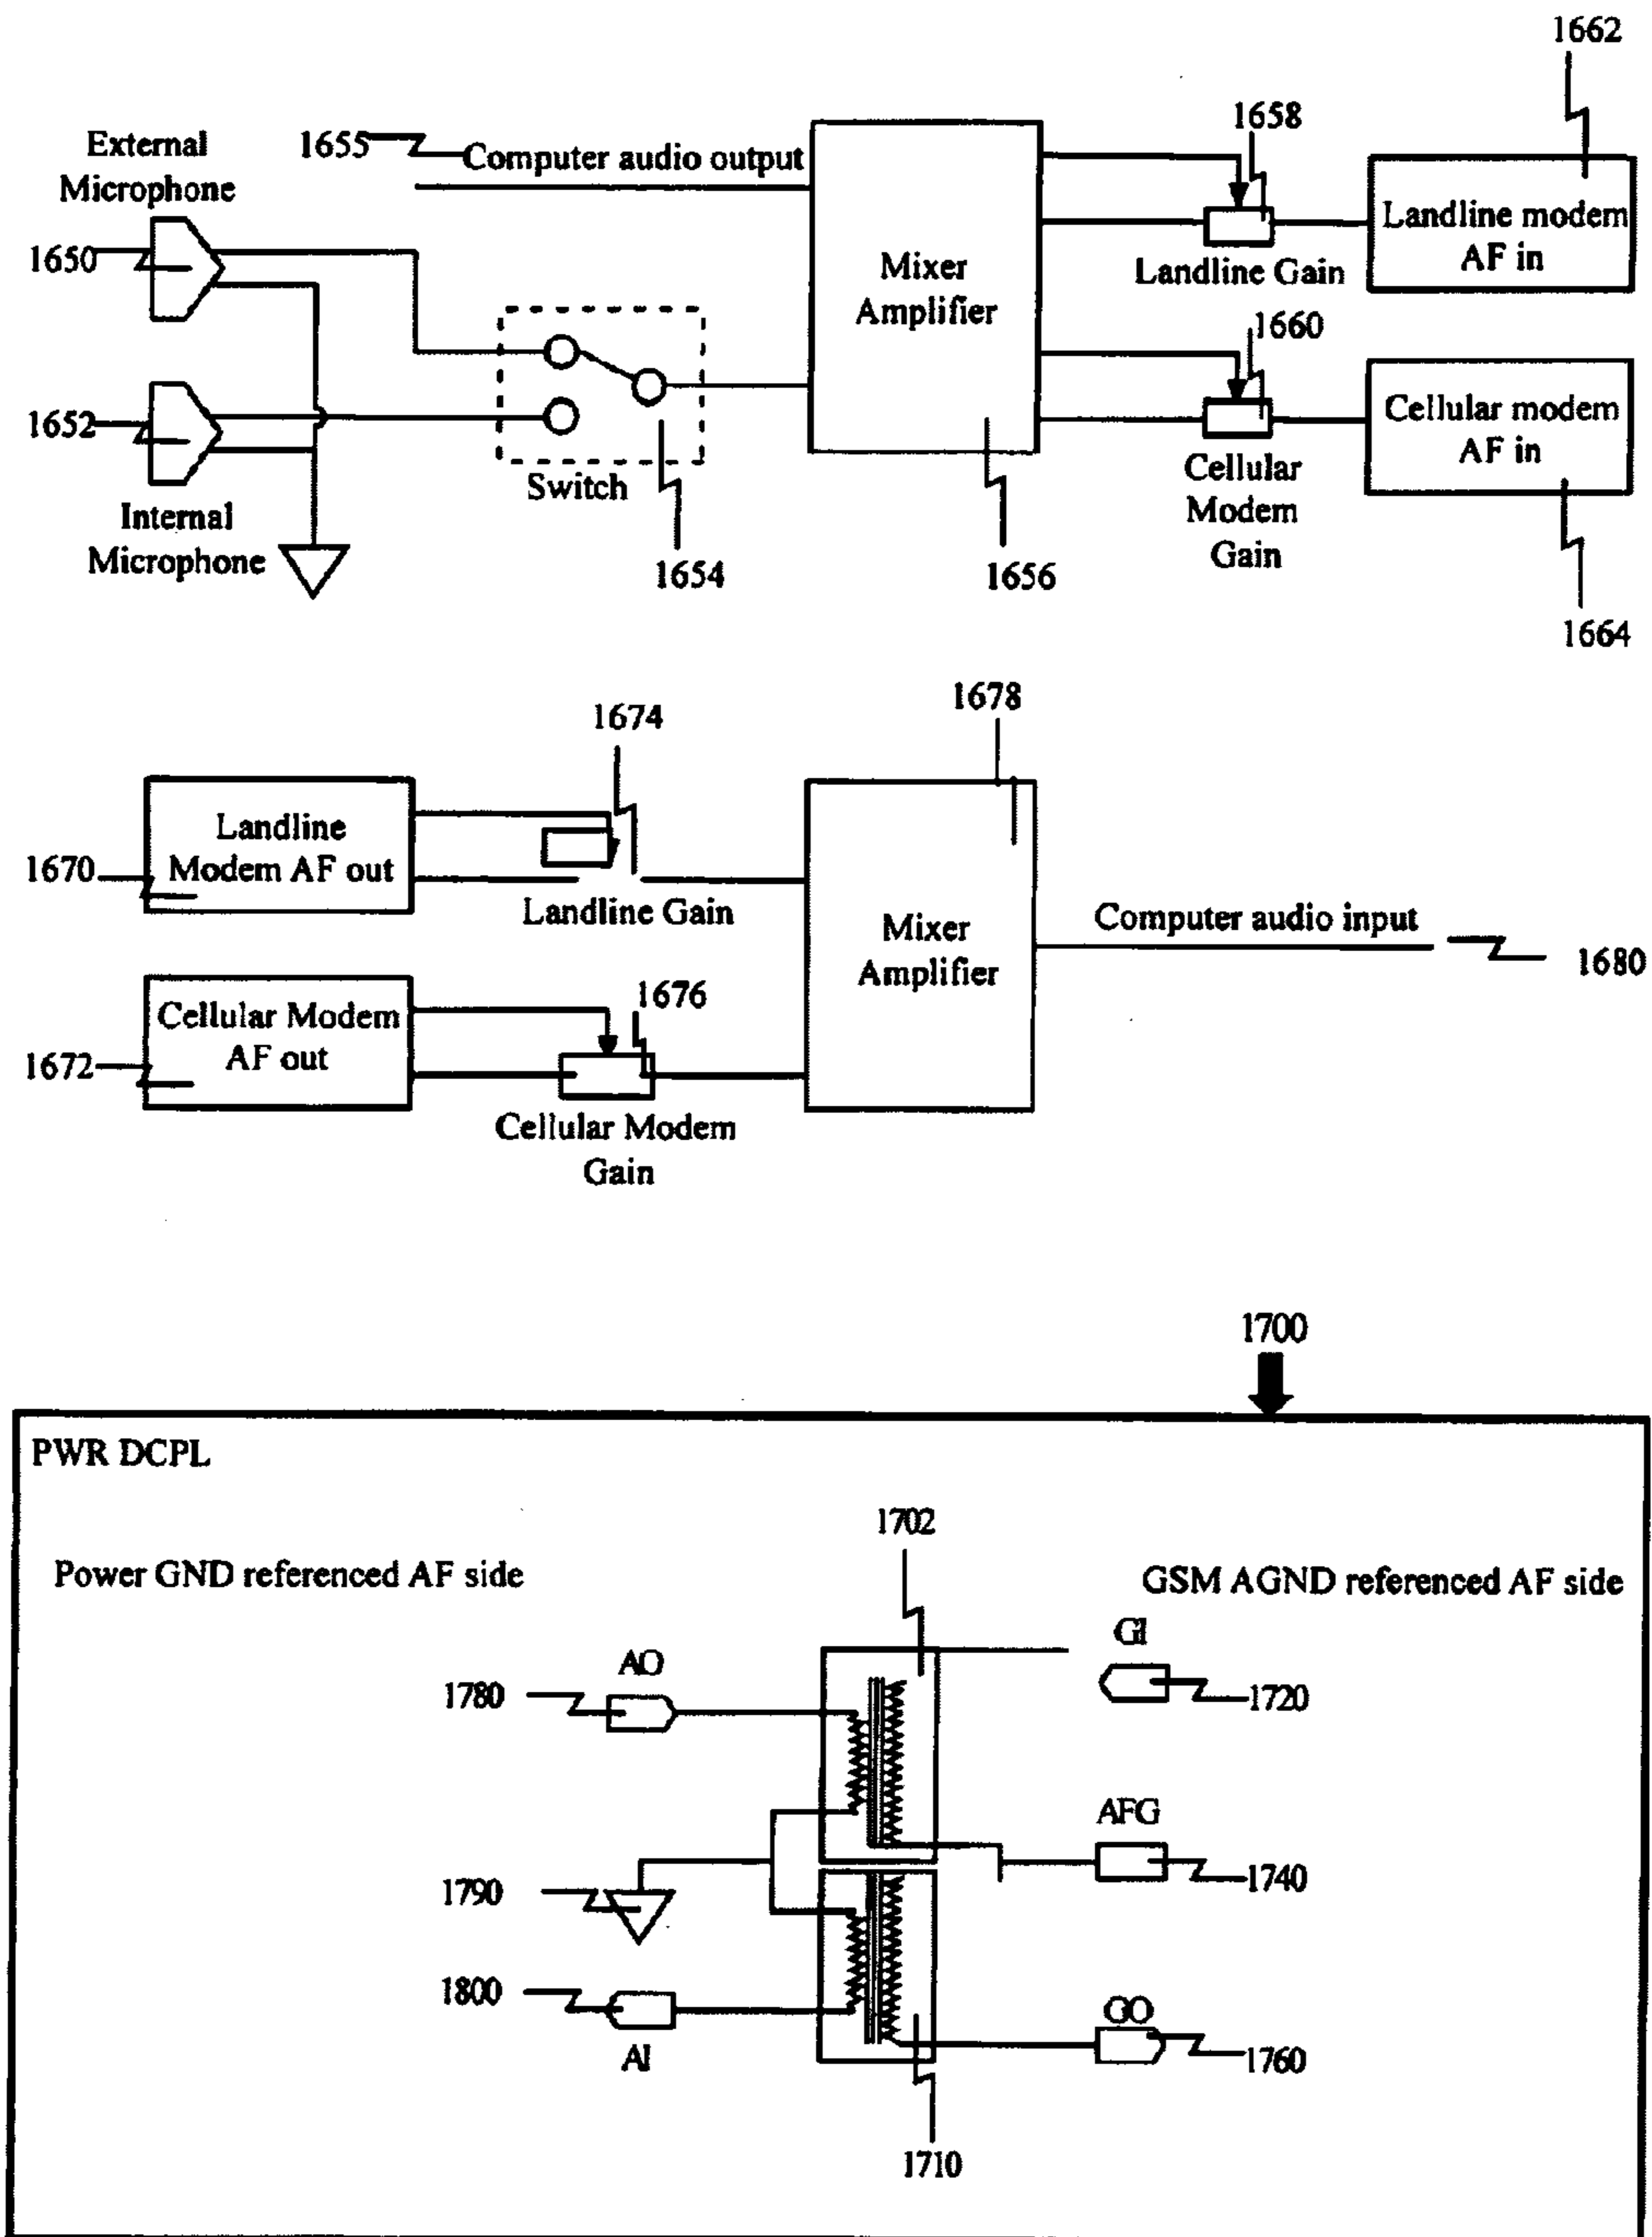 1662
1658
External
Microphone
1655
Computer audio output
1650
Mixer
Amplifier
Landline modem
AF in
Landline Gain
1660
1652
Cellular modem
AF in
Switch
Cellular
Modem
Gain
Internal
Microphone
1654
1656
1664
1678
1674
Landline
Modem AF out
1670
Landline Gain
Mixer
Amplifier
Computer audio input
1680
1676
Cellular Modem
AF out
1672
Cellular Modem
Gain
1700
PWR DCPL
1702
Power GND referenced AF side
GSM AGND referenced AF side
GI
AO
1780
1720
AFG
1790
1740
1800
GO
AI
1760
1710